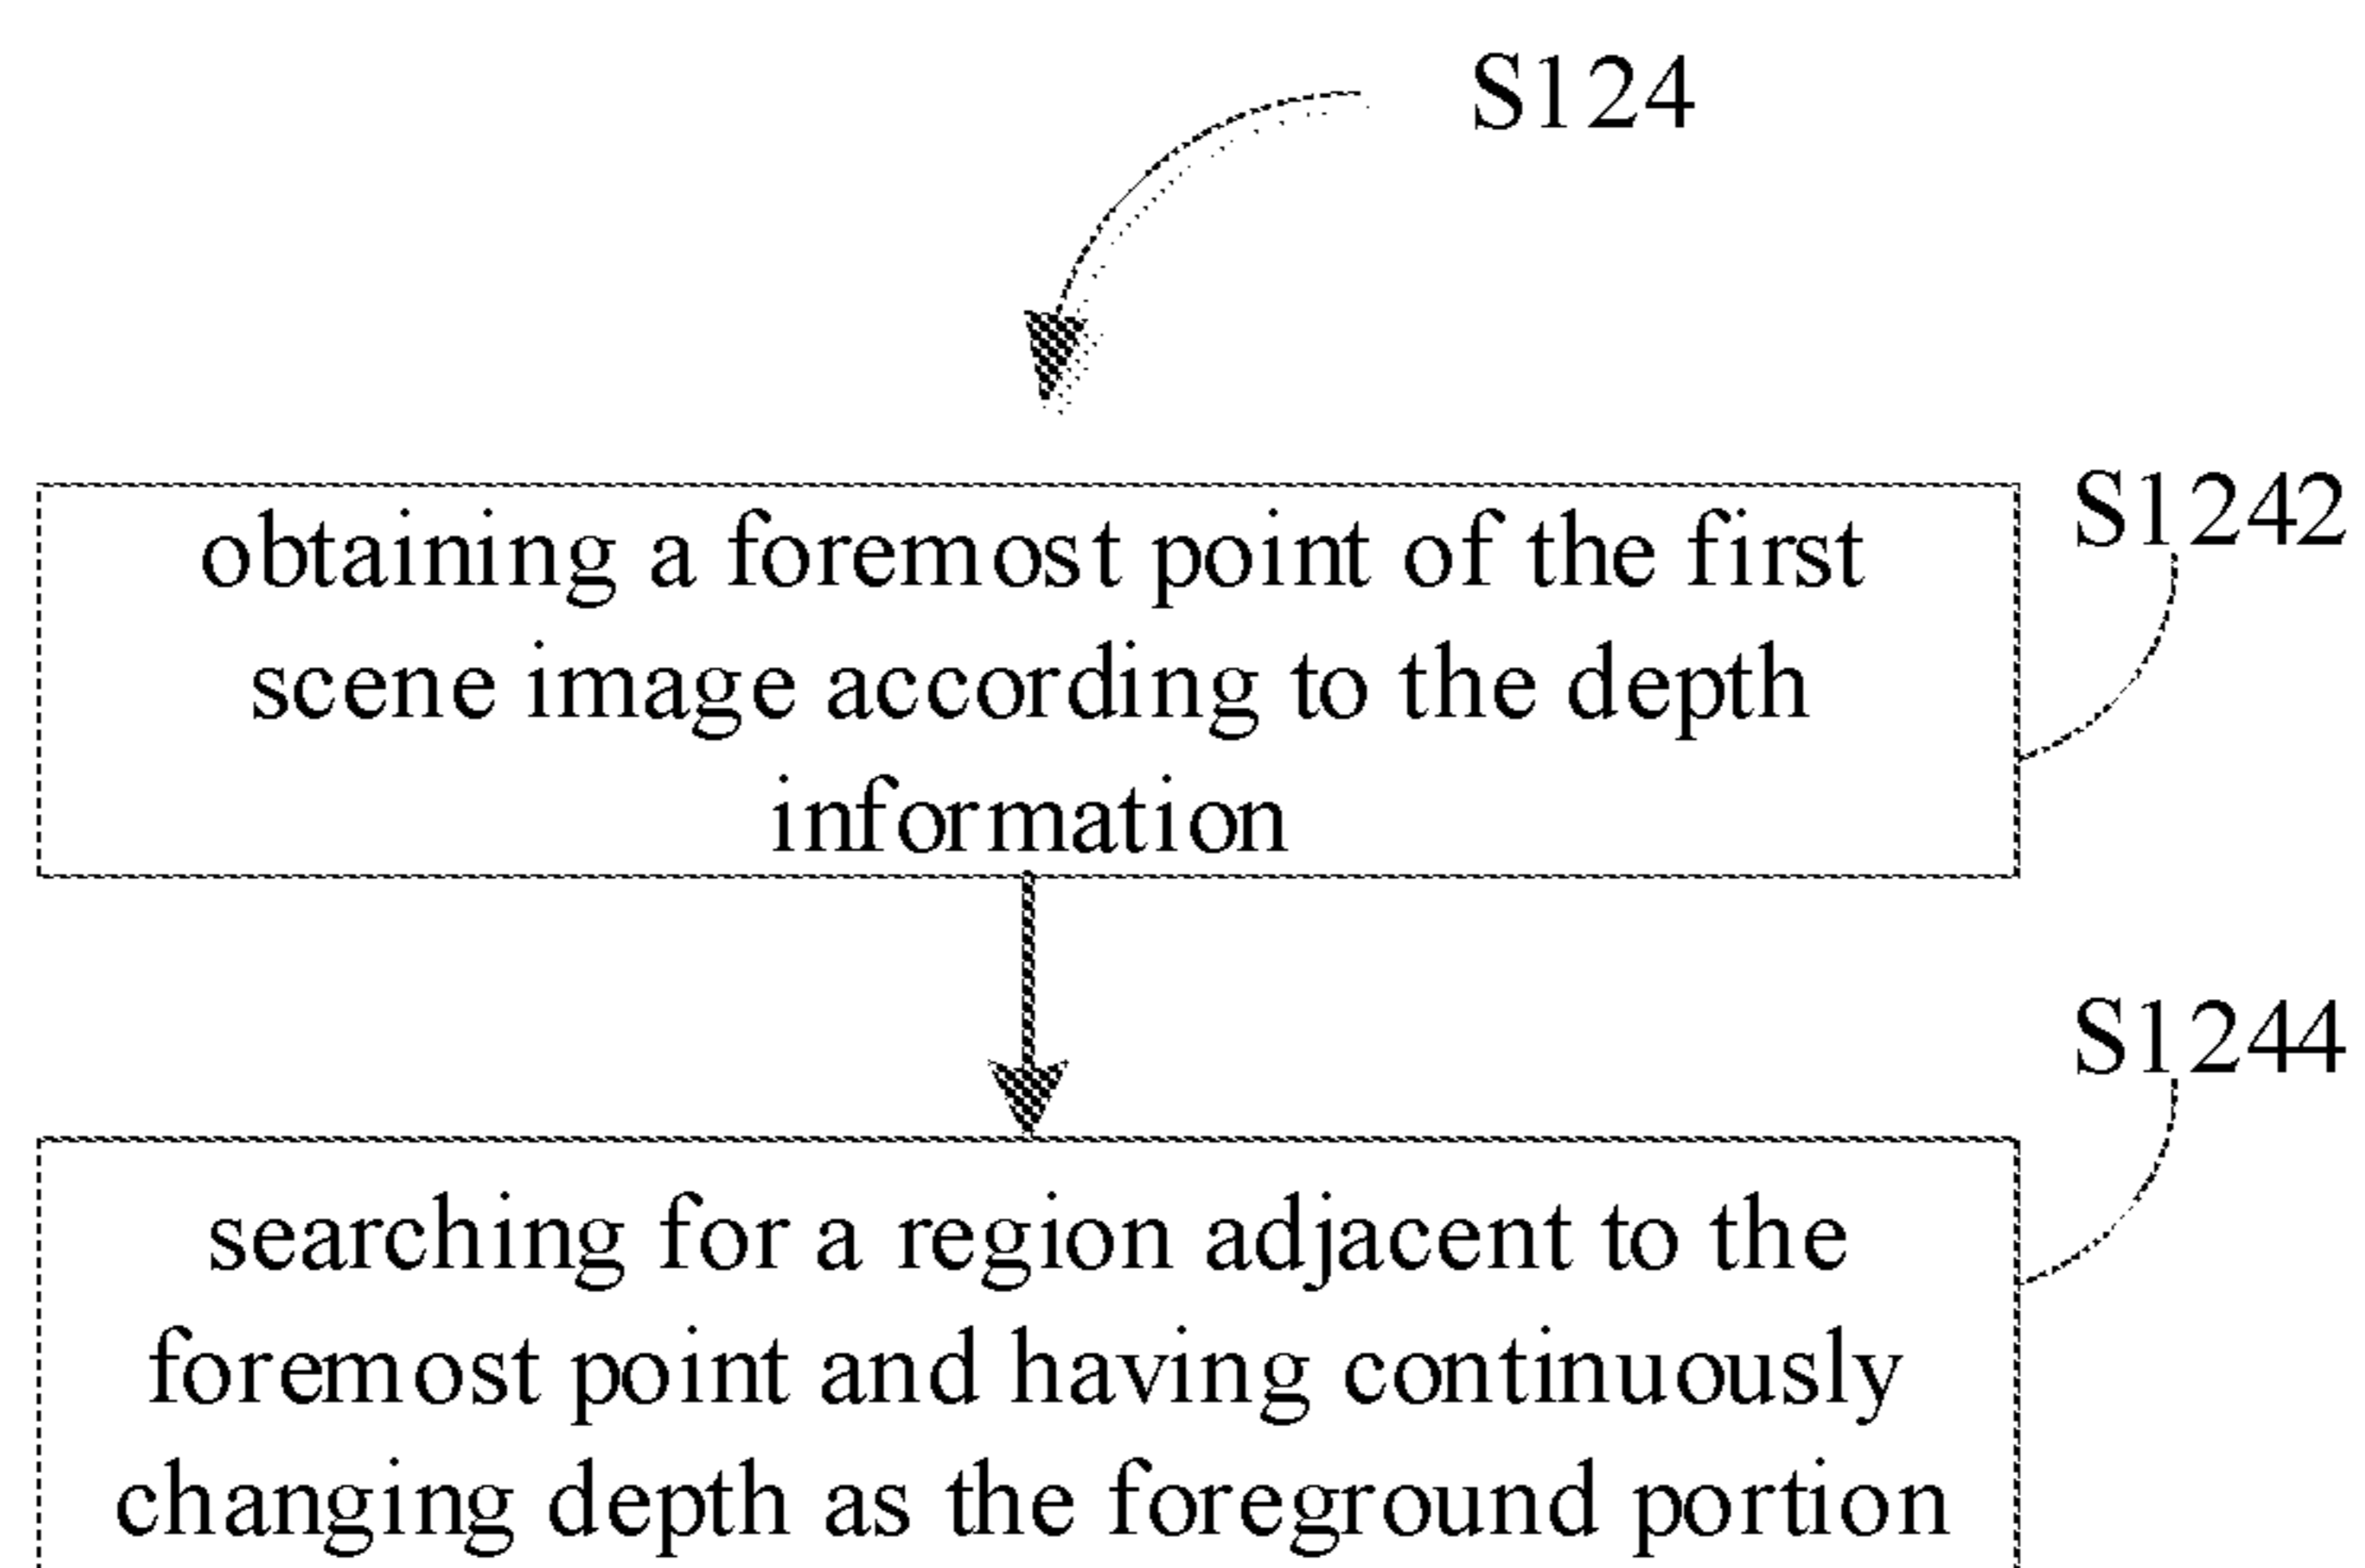 S124
S1242
obtaining a foremost point of the first
scene image according to the depth
information
S1244
searching for a region adjacent to the
foremost point and having continuously
changing depth as the foreground portion